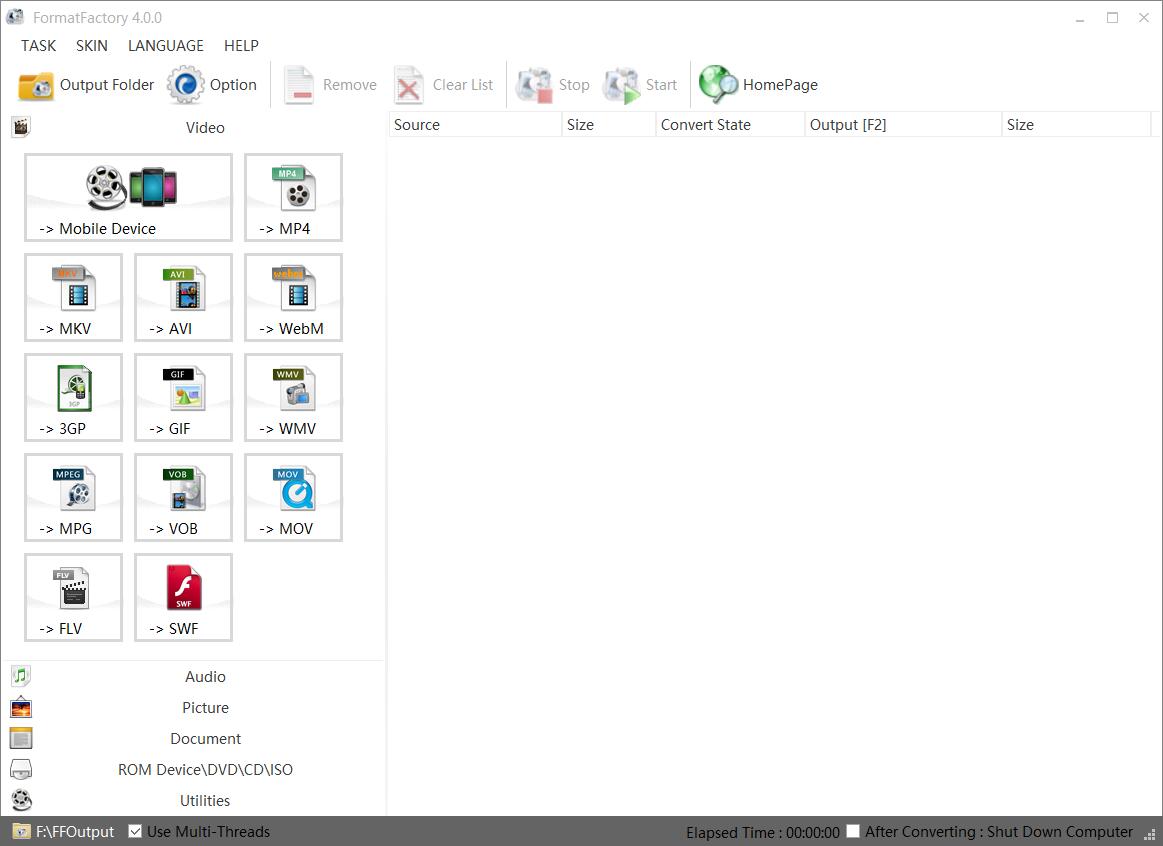 FormatFactory 4.0.0
TASK SKIN LANGUAGE HELP
Output Folder Option Remove Clear List Stop Start HomePage
Video
Source Size Convert State Output [F2] Size
MP4
-> Mobile Device -> MP4
MKV AVI webm
-> MKV -> AVI -> WebM
3GP GIF WMV
-> 3GP -> GIF -> WMV
MPEG VOB MOV
-> MPG -> VOB -> MOV
FLV SWF
-> FLV -> SWF
Audio
Picture
Document
ROM Device\DVD\CD\ISO
Utilities
F:\FFOutput Use Multi-Threads Elapsed Time : 00:00:00 After Converting : Shut Down Computer